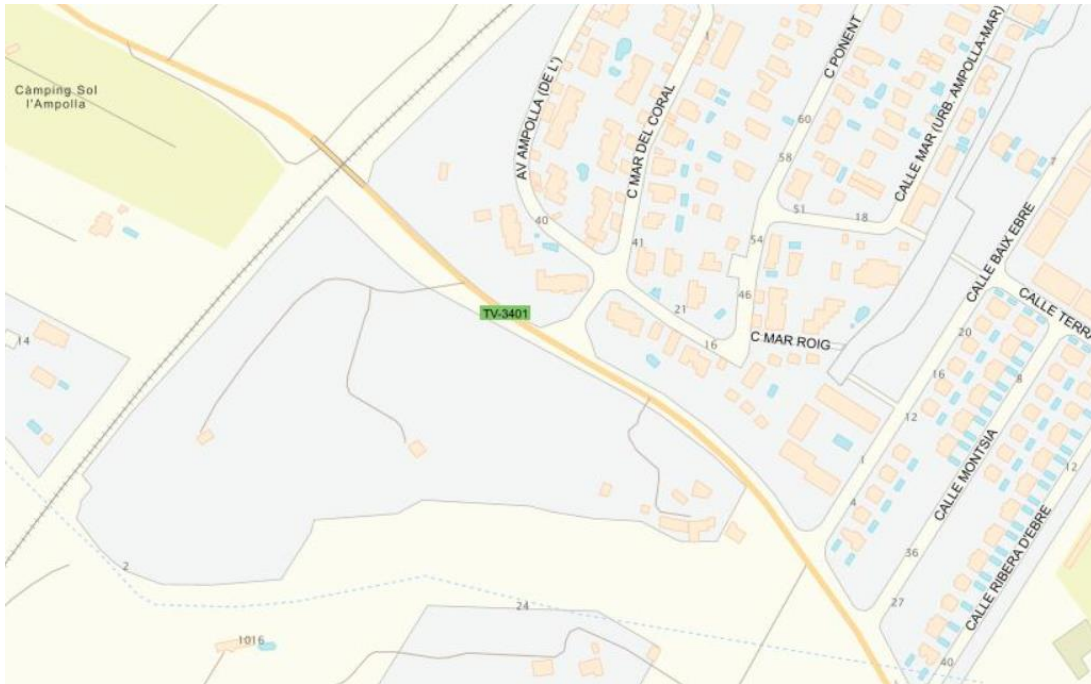 Càmping Sol
l'Ampolla
AV AMPOLLA (DE L')
C MAR DEL CORAL
1
C PONENT
CALLE MAR (URB. AMPOLLA-MAR)
60
58
7
51
18
40
41
54
CALLE BAIX EBRE
46
CALLE TERRA
TV-3401
21
16
C MAR ROIG
14
20
16
8
12
CALLE MONTSIA
1
12
4
36
CALLE RIBERA D'EBRE
2
24
27
1016
40